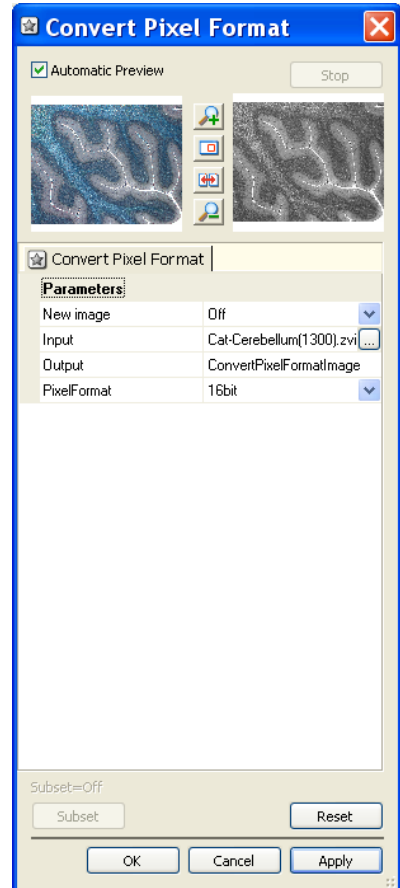 Convert Pixel Format
Automatic Preview
Stop
Convert Pixel Format
Parameters
New image Off
Input Cat-Cerebellum(1300).zvi ...
Output ConvertPixelFormatImage
PixelFormat 16bit
Subset=Off
Subset Reset
OK Cancel Apply